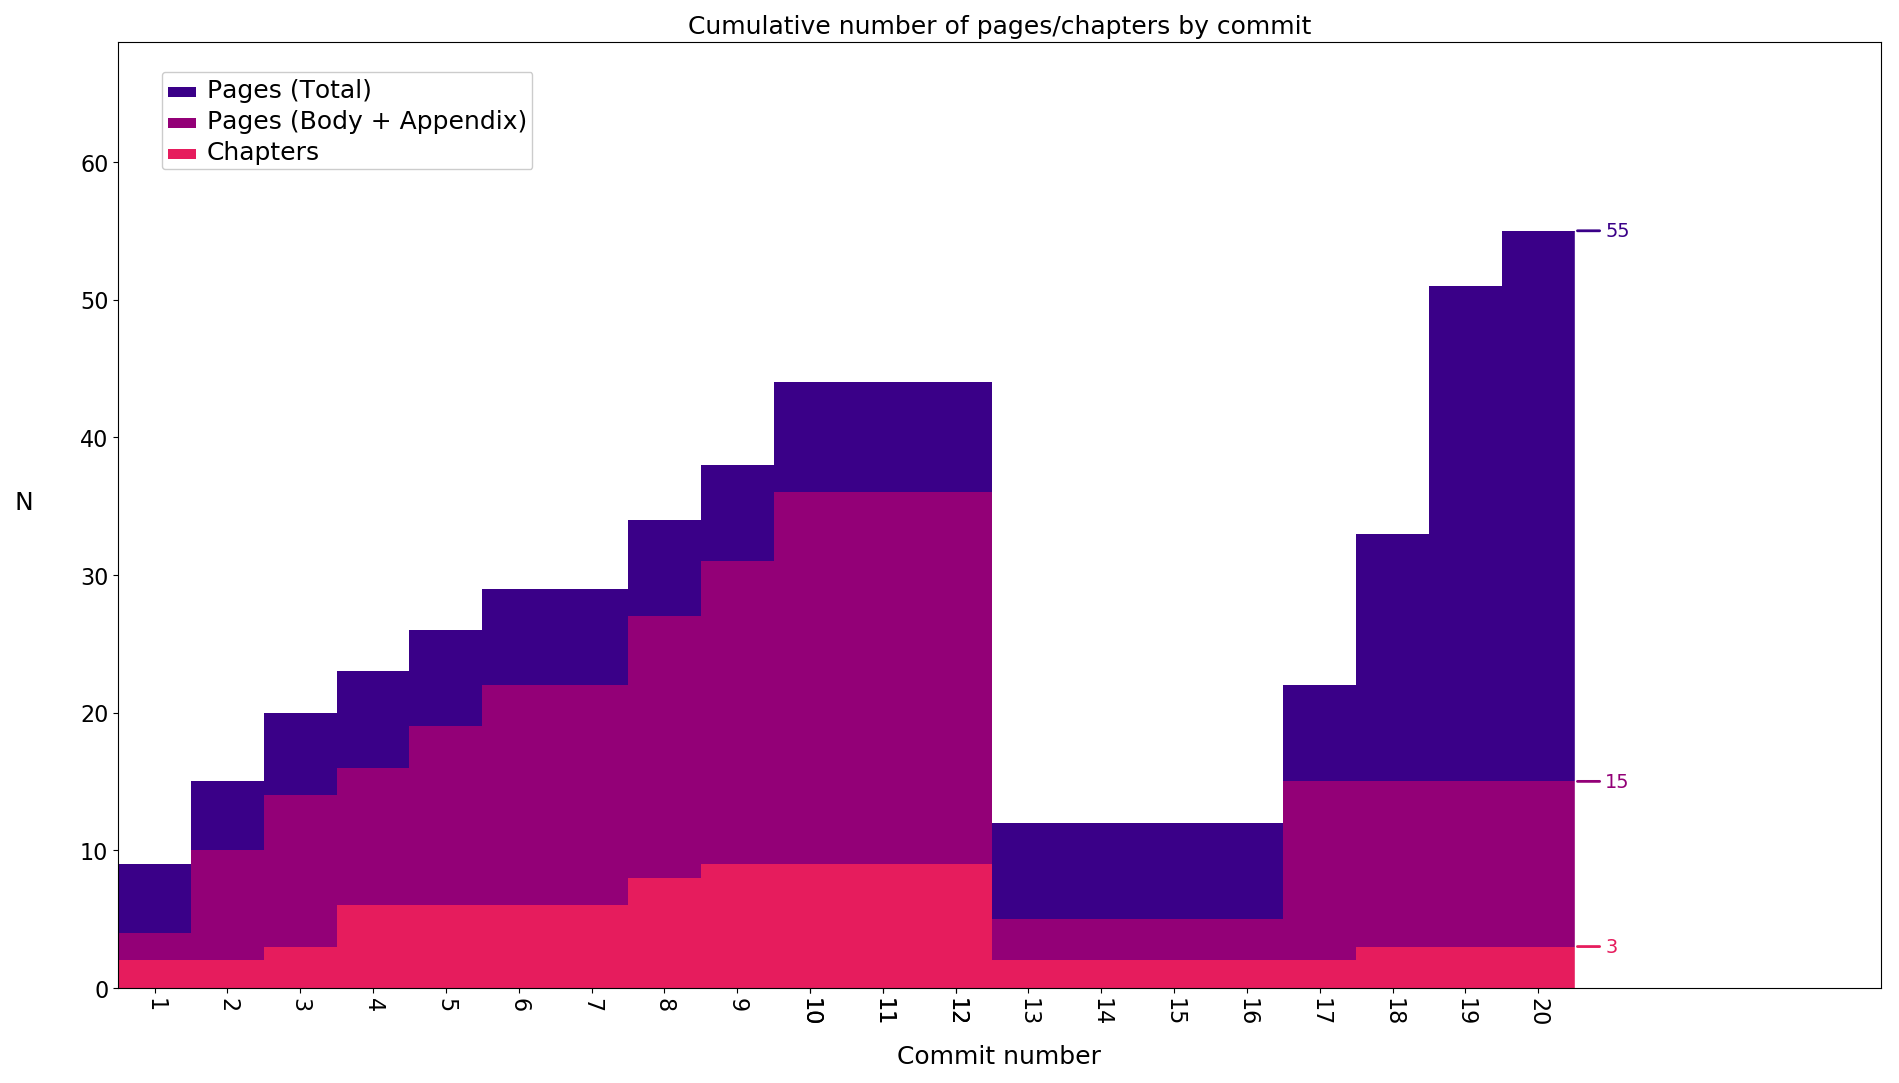 Cumulative number of pages/chapters by commit
Pages (Total)
Pages (Body + Appendix)
Chapters
60
50
40
30
20
10
0
N
55
15
3
1 2 3 4 5 6 7 8 9 10 11 12 13 14 15 16 17 18 19 20
Commit number